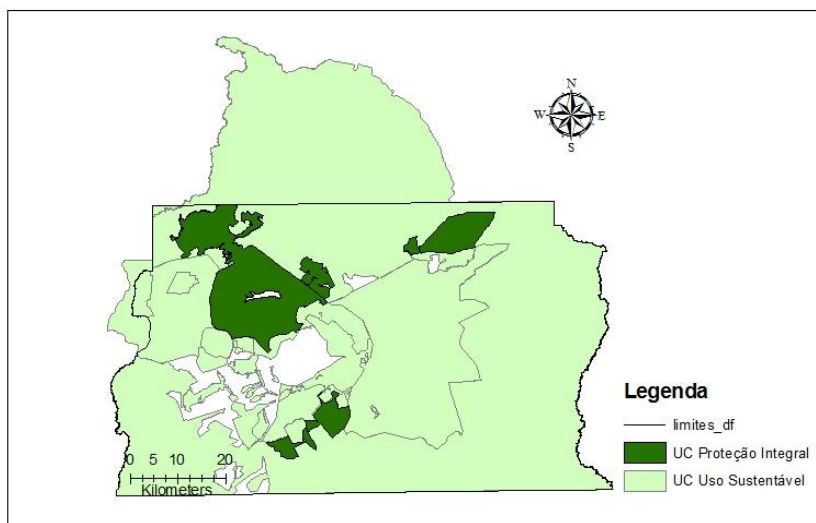 N
W E
S
Legenda
limites_df
UC Proteção Integral
UC Uso Sustentável
0 5 10 20
Kilometers